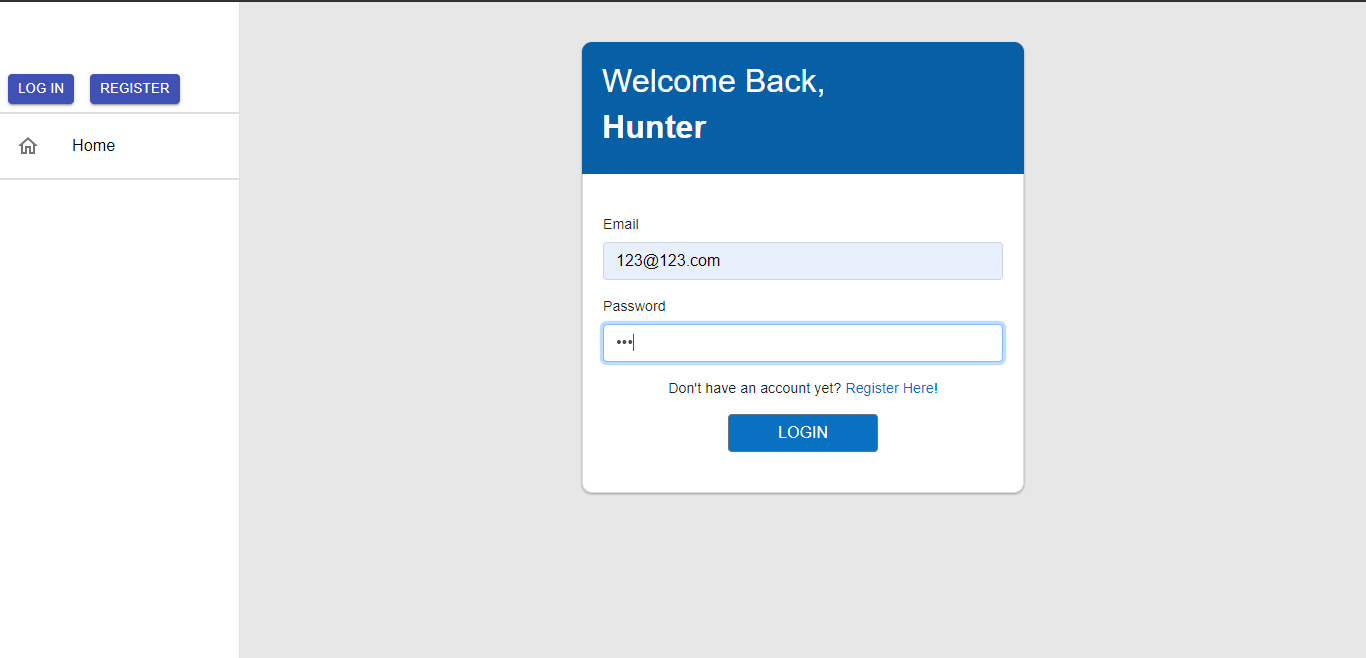 LOG IN
REGISTER
Home
Welcome Back,
Hunter
Email
123@123.com
Password
•••
Don't have an account yet? Register Here!
LOGIN